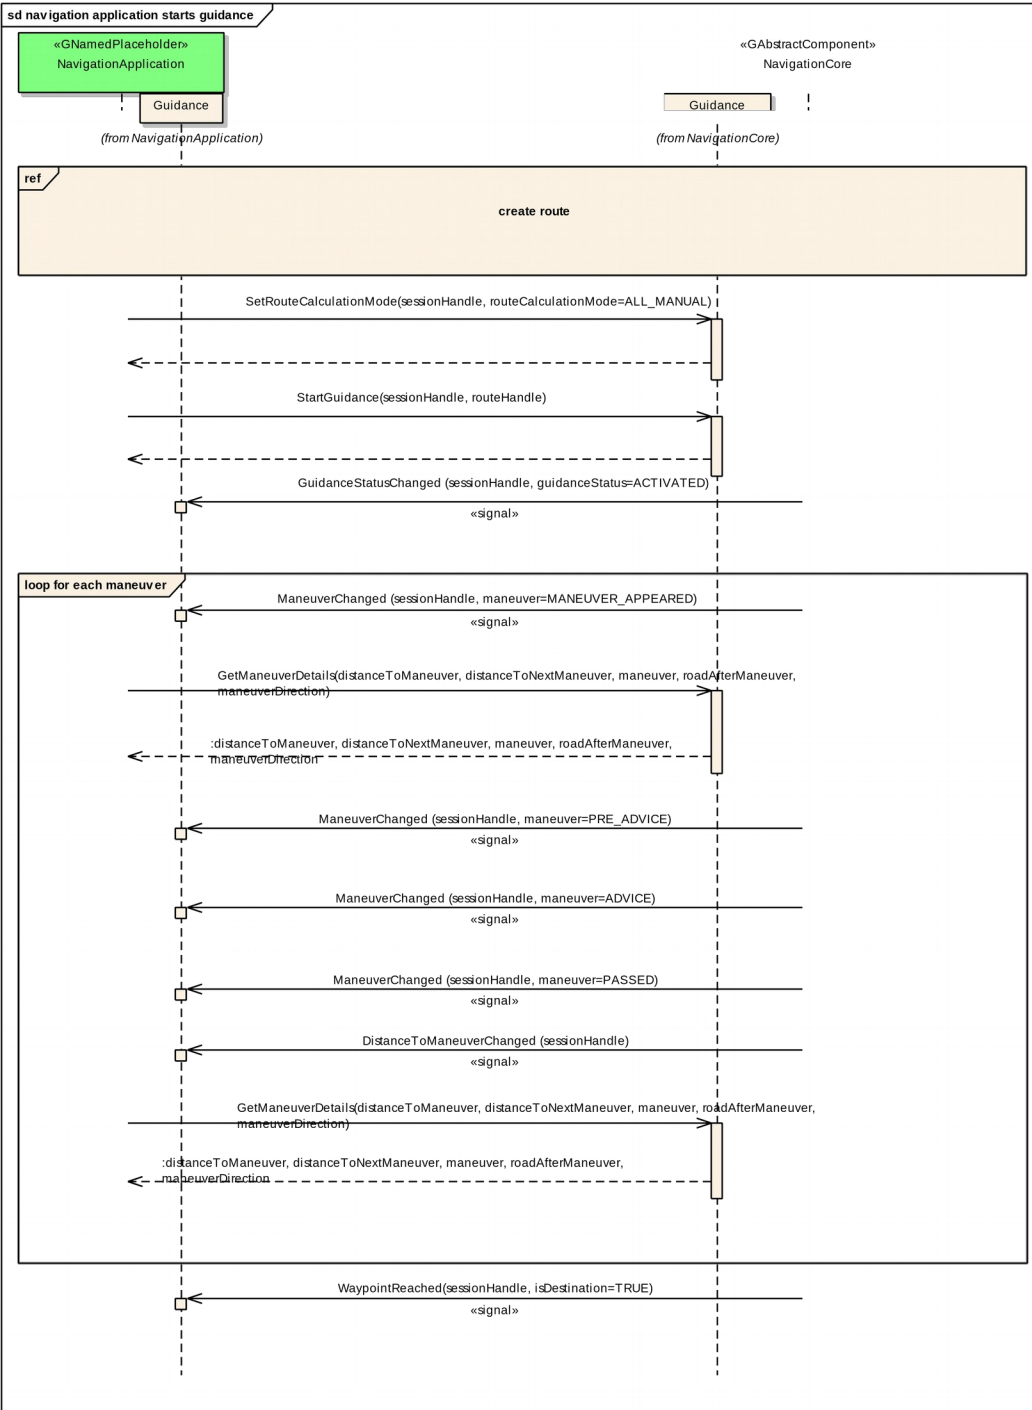 sd navigation application starts guidance
«GNamedPlaceholder»
NavigationApplication
«GAbstractComponent»
NavigationCore
Guidance
Guidance
(from NavigationApplication)
(from NavigationCore)
ref
create route
SetRouteCalculationMode(sessionHandle, routeCalculationMode=ALL_MANUAL)
StartGuidance(sessionHandle, routeHandle)
GuidanceStatusChanged (sessionHandle, guidanceStatus=ACTIVATED)
«signal»
loop for each maneuver
ManeuverChanged (sessionHandle, maneuver=MANEUVER_APPEARED)
«signal»
GetManeuverDetails(distanceToManeuver, distanceToNextManeuver, maneuver, roadAfterManeuver,
maneuverDirection)
:distanceToManeuver, distanceToNextManeuver, maneuver, roadAfterManeuver,
maneuverDirection
ManeuverChanged (sessionHandle, maneuver=PRE_ADVICE)
«signal»
ManeuverChanged (sessionHandle, maneuver=ADVICE)
«signal»
ManeuverChanged (sessionHandle, maneuver=PASSED)
«signal»
DistanceToManeuverChanged (sessionHandle)
«signal»
GetManeuverDetails(distanceToManeuver, distanceToNextManeuver, maneuver, roadAfterManeuver,
maneuverDirection)
:distanceToManeuver, distanceToNextManeuver, maneuver, roadAfterManeuver,
maneuverDirection
WaypointReached(sessionHandle, isDestination=TRUE)
«signal»